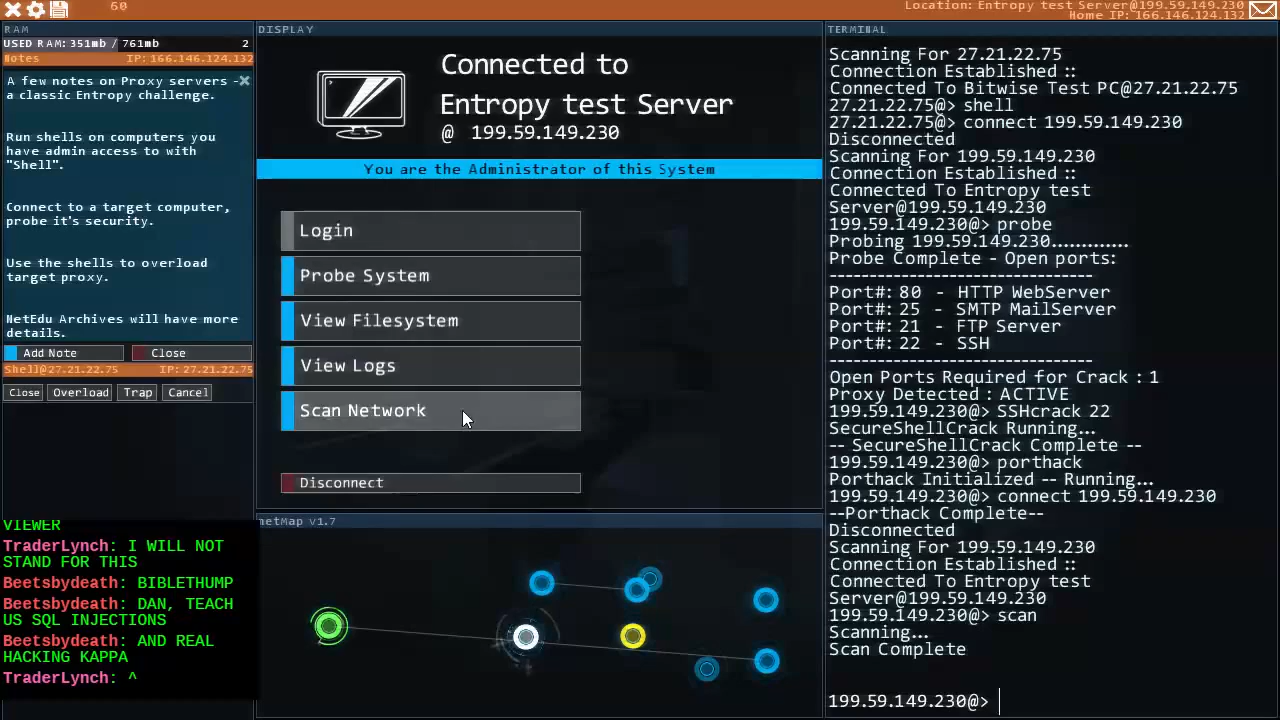 60
Location: Entropy test Server@199.59.149.230
Home IP: 166.146.124.132
RAM
USED RAM: 351mb / 761mb 2
Notes IP: 166.146.124.132
A few notes on Proxy servers -
a classic Entropy challenge.
Run shells on computers you
have admin access to with
"Shell".
Connect to a target computer,
probe it's security.
Use the shells to overload
target proxy.
NetEdu Archives will have more
details.
Add Note Close
Shell@27.21.22.75 IP: 27.21.22.75
Close Overload Trap Cancel
VIEWER
TraderLynch: I WILL NOT
STAND FOR THIS
Beetsbydeath: BIBLETHUMP
Beetsbydeath: DAN, TEACH
US SQL INJECTIONS
Beetsbydeath: AND REAL
HACKING KAPPA
TraderLynch: ^
DISPLAY
Connected to
Entropy test Server
@ 199.59.149.230
You are the Administrator of this System
Login
Probe System
View Filesystem
View Logs
Scan Network
Disconnect
netMap v1.7
TERMINAL
Scanning For 27.21.22.75
Connection Established ::
Connected To Bitwise Test PC@27.21.22.75
27.21.22.75@> shell
27.21.22.75@> connect 199.59.149.230
Disconnected
Scanning For 199.59.149.230
Connection Established ::
Connected To Entropy test
Server@199.59.149.230
199.59.149.230@> probe
Probing 199.59.149.230.............
Probe Complete - Open ports:
---------------------------------
Port#: 80 - HTTP WebServer
Port#: 25 - SMTP MailServer
Port#: 21 - FTP Server
Port#: 22 - SSH
---------------------------------
Open Ports Required for Crack : 1
Proxy Detected : ACTIVE
199.59.149.230@> SSHcrack 22
SecureShellCrack Running...
-- SecureShellCrack Complete --
199.59.149.230@> porthack
Porthack Initialized -- Running...
199.59.149.230@> connect 199.59.149.230
--Porthack Complete--
Disconnected
Scanning For 199.59.149.230
Connection Established ::
Connected To Entropy test
Server@199.59.149.230
199.59.149.230@> scan
Scanning...
Scan Complete
199.59.149.230@>